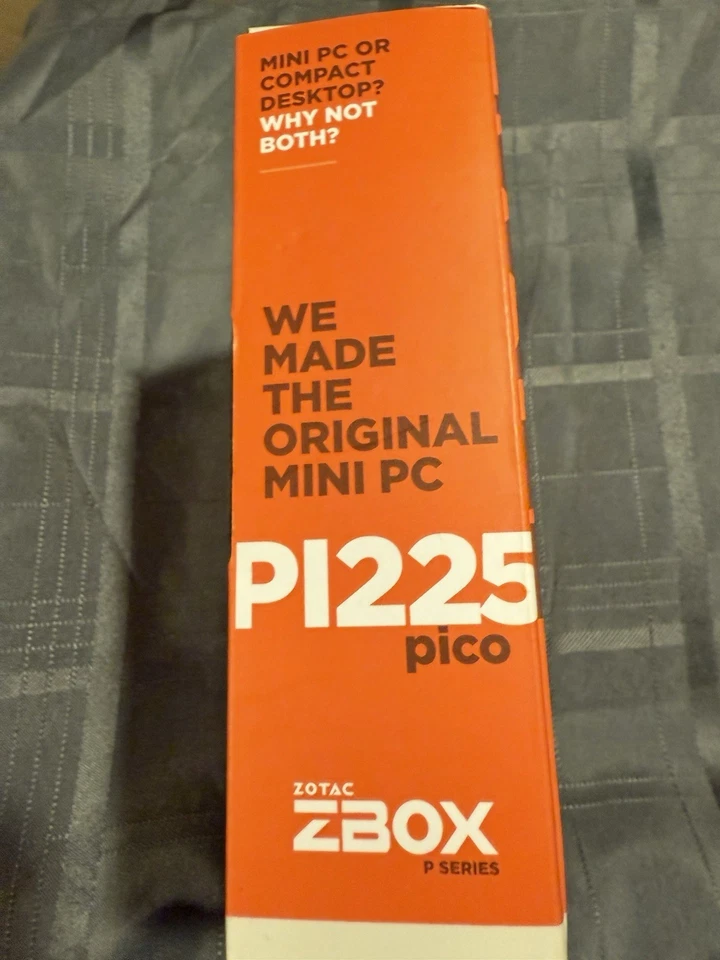 MINI PC OR
COMPACT
DESKTOP?
WHY NOT
BOTH?
WE
MADE
THE
ORIGINAL
MINI PC
PI225
pico
ZOTAC
ZBOX
P SERIES